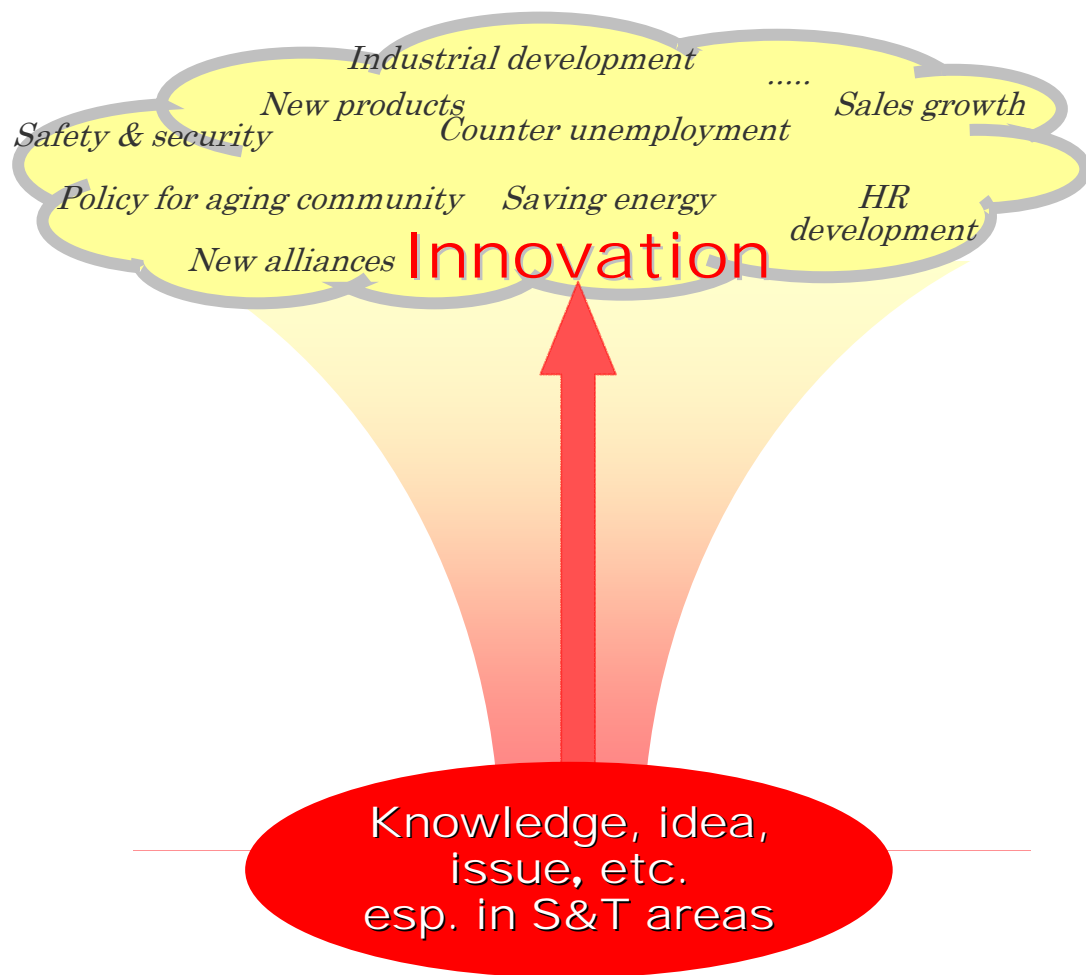 Industrial development
.....
New products
Sales growth
Safety & security
Counter unemployment
Policy for aging community
Saving energy
HR
development
New alliances
Innovation
Knowledge, idea,
issue, etc.
esp. in S&T areas